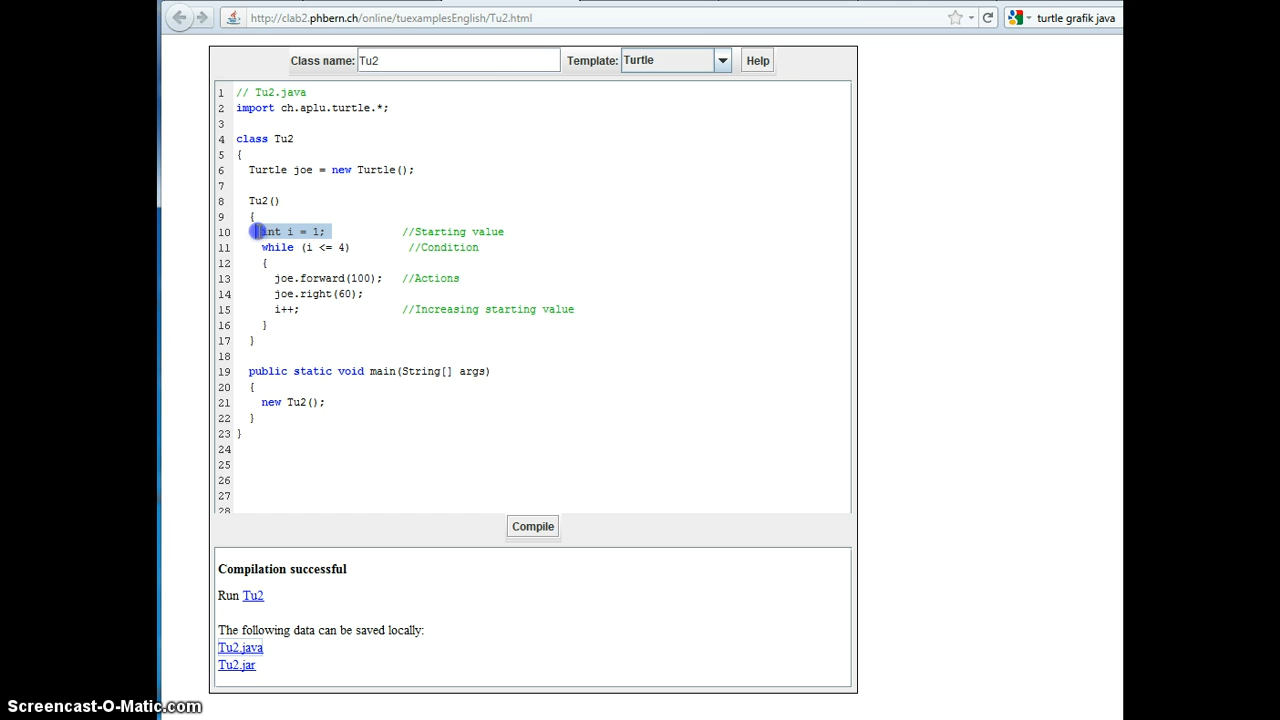 http://clab2.phbern.ch/online/tuexamplesEnglish/Tu2.html
turtle grafik java
Class name: Tu2 Template: Turtle Help
1 // Tu2.java
2 import ch.aplu.turtle.*;
3
4 class Tu2
5 {
6 Turtle joe = new Turtle();
7
8 Tu2()
9 {
10 int i = 1; //Starting value
11 while (i <= 4) //Condition
12 {
13 joe.forward(100); //Actions
14 joe.right(60);
15 i++; //Increasing starting value
16 }
17 }
18
19 public static void main(String[] args)
20 {
21 new Tu2();
22 }
23 }
24
25
26
27
28
Compile
Compilation successful
Run Tu2
The following data can be saved locally:
Tu2.java
Tu2.jar
Screencast-O-Matic.com